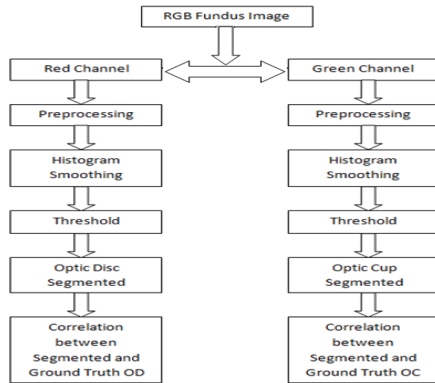 RGB Fundus Image
Red Channel
Green Channel
Preprocessing
Preprocessing
Histogram
Smoothing
Histogram
Smoothing
Threshold
Threshold
Optic Disc
Segmented
Optic Cup
Segmented
Correlation
between
Segmented and
Ground Truth OD
Correlation
between
Segmented and
Ground Truth OC